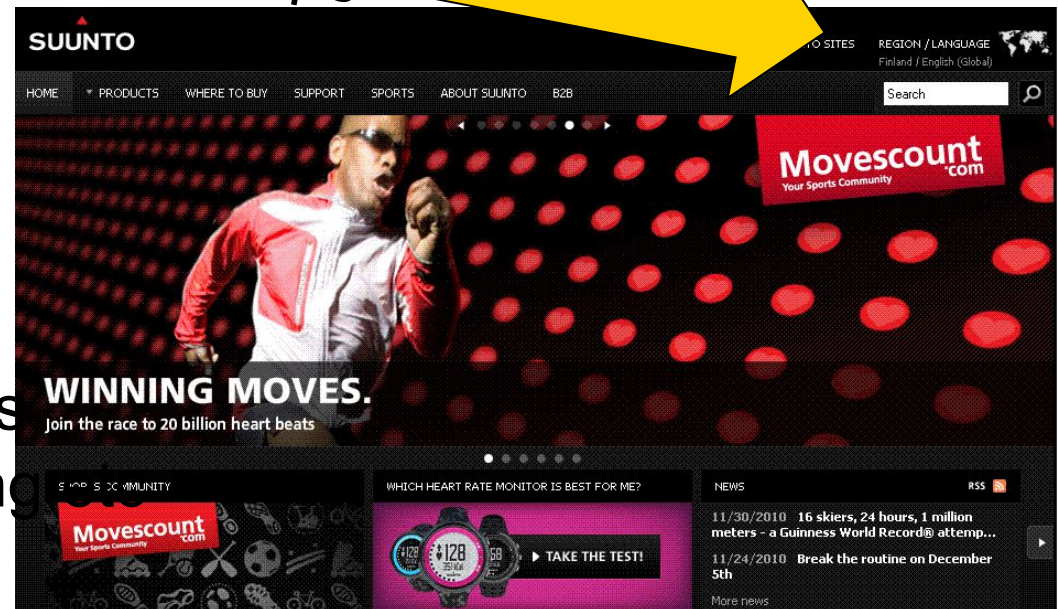 SUUNTO
REGION / LANGUAGE
SITES
Finland / English (Global)
HOME PRODUCTS WHERE TO BUY SUPPORT SPORTS ABOUT SUUNTO B2B
Search
Movescount
.com
Your Sports Community
WINNING MOVES.
Join the race to 20 billion heart beats
WHICH HEART RATE MONITOR IS BEST FOR ME?
NEWS
RSS
Movescount
.com
Your Sports Community
128
128
TAKE THE TEST!
11/30/2010 16 skiers, 24 hours, 1 million
meters - a Guinness World Record® attemp...
11/24/2010 Break the routine on December
5th
More news